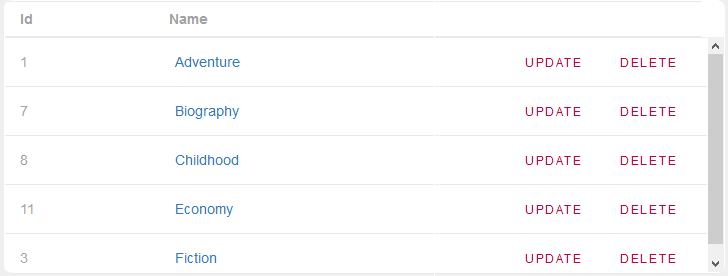 Id Name
1 Adventure UPDATE DELETE
7 Biography UPDATE DELETE
8 Childhood UPDATE DELETE
11 Economy UPDATE DELETE
3 Fiction UPDATE DELETE